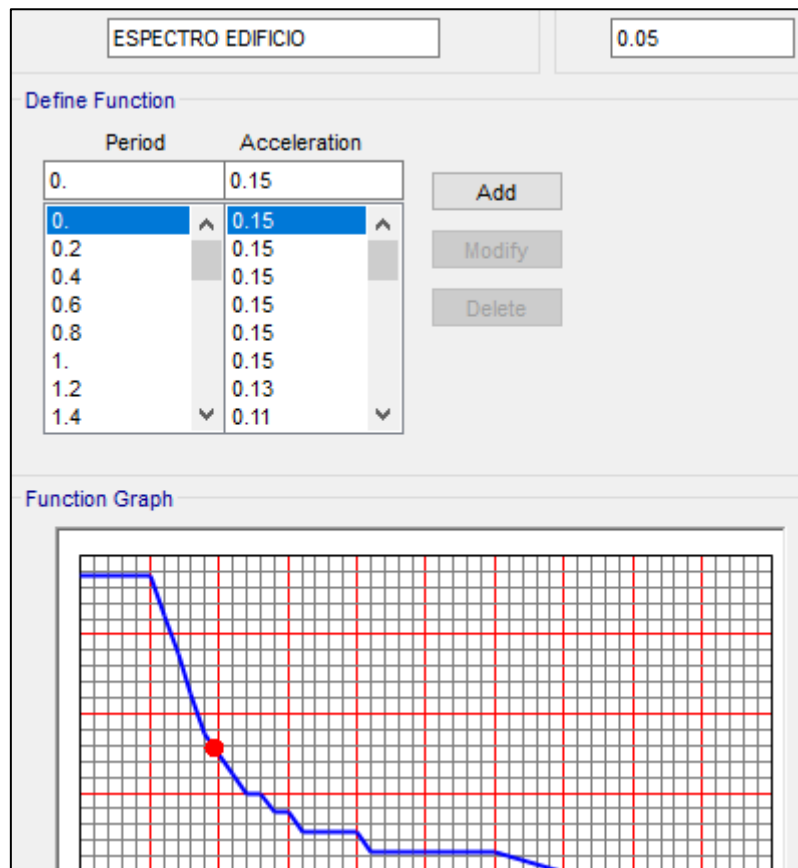 ESPECTRO EDIFICIO 0.05
Define Function
Period Acceleration
0. 0.15
Add
0. 0.15
0.2 0.15
Modify
0.4 0.15
0.6 0.15
Delete
0.8 0.15
1. 0.15
1.2 0.13
1.4 0.11
Function Graph